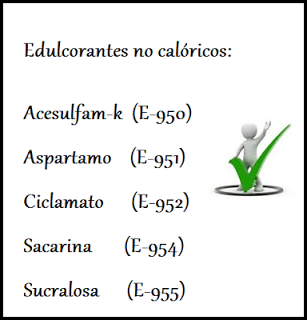 Edulcorantes no calóricos:
Acesulfam-k (E-950)
Aspartamo (E-951)
Ciclamato (E-952)
Sacarina (E-954)
Sucralosa (E-955)